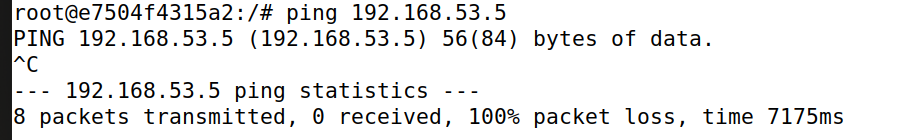 root@e7504f4315a2:/# ping 192.168.53.5
PING 192.168.53.5 (192.168.53.5) 56(84) bytes of data.
^C
--- 192.168.53.5 ping statistics ---
8 packets transmitted, 0 received, 100% packet loss, time 7175ms